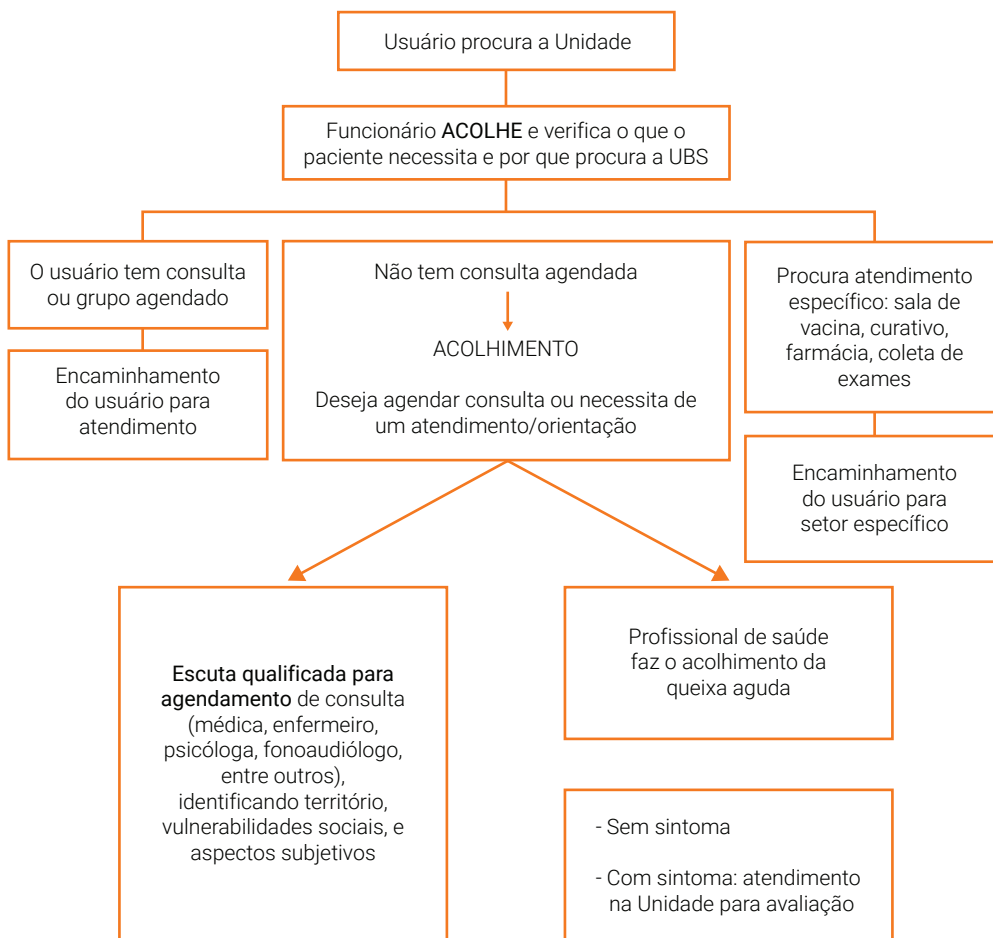 Usuário procura a Unidade
Funcionário ACOLHE e verifica o que o
paciente necessita e por que procura a UBS
O usuário tem consulta
ou grupo agendado
Encaminhamento
do usuário para
atendimento
Não tem consulta agendada
ACOLHIMENTO
Deseja agendar consulta ou necessita de
um atendimento/orientação
Procura atendimento
específico: sala de
vacina, curativo,
farmácia, coleta de
exames
Encaminhamento
do usuário para
setor específico
Escuta qualificada para
agendamento de consulta
(médica, enfermeiro,
psicóloga, fonoaudiólogo,
entre outros),
identificando território,
vulnerabilidades sociais, e
aspectos subjetivos
Profissional de saúde
faz o acolhimento da
queixa aguda
- Sem sintoma
- Com sintoma: atendimento
na Unidade para avaliação